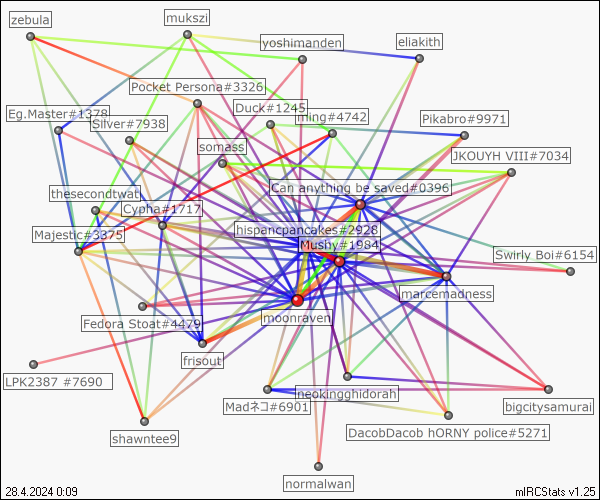 zebula
mukszi
yoshimanden
eliakith
Pocket Persona#3326
Duck#1245
Eg.Master#1378
Silver#7938
ming#4742
Pikabro#9971
somass
JKOUYH VIII#7034
thesecondtwat
Can anything be saved#0396
Cypha#1717
Majestic#3375
hispancpancakes#2928
Mushy#1984
Swirly Boi#6154
marcemadness
moonraven
Fedora Stoat#4479
frisout
LPK2387 #7690
neokingghidorah
Madネコ#6901
bigcitysamurai
shawntee9
DacobDacob hORNY police#5271
normalwan
28.4.2024 0:09
mIRCStats v1.25